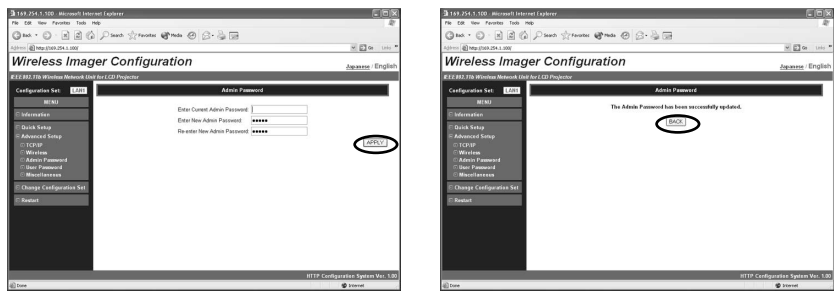 169.254.1.100 - Microsoft Internet Explorer
File Edit View Favorites Tools Help
Back Search Favorites Media
Address http://169.254.1.100/ Go Links »
Wireless Imager Configuration
Japanese / English
IEEE802.11b Wireless Network Unit for LCD Projector
Configuration Set: LAN1
MENU
Information
Quick Setup
Advanced Setup
TCP/IP
Wireless
Admin Password
User Password
Miscellaneous
Change Configuration Set
Restart
Admin Password
Enter Current Admin Password:
Enter New Admin Password: •••••
Re-enter New Admin Password: •••••
APPLY
HTTP Configuration System Ver. 1.00
Done Internet
169.254.1.100 - Microsoft Internet Explorer
File Edit View Favorites Tools Help
Back Search Favorites Media
Address http://169.254.1.100/ Go Links »
Wireless Imager Configuration
Japanese / English
IEEE802.11b Wireless Network Unit for LCD Projector
Configuration Set: LAN1
MENU
Information
Quick Setup
Advanced Setup
TCP/IP
Wireless
Admin Password
User Password
Miscellaneous
Change Configuration Set
Restart
Admin Password
The Admin Password has been successfully updated.
BACK
HTTP Configuration System Ver. 1.00
Done Internet